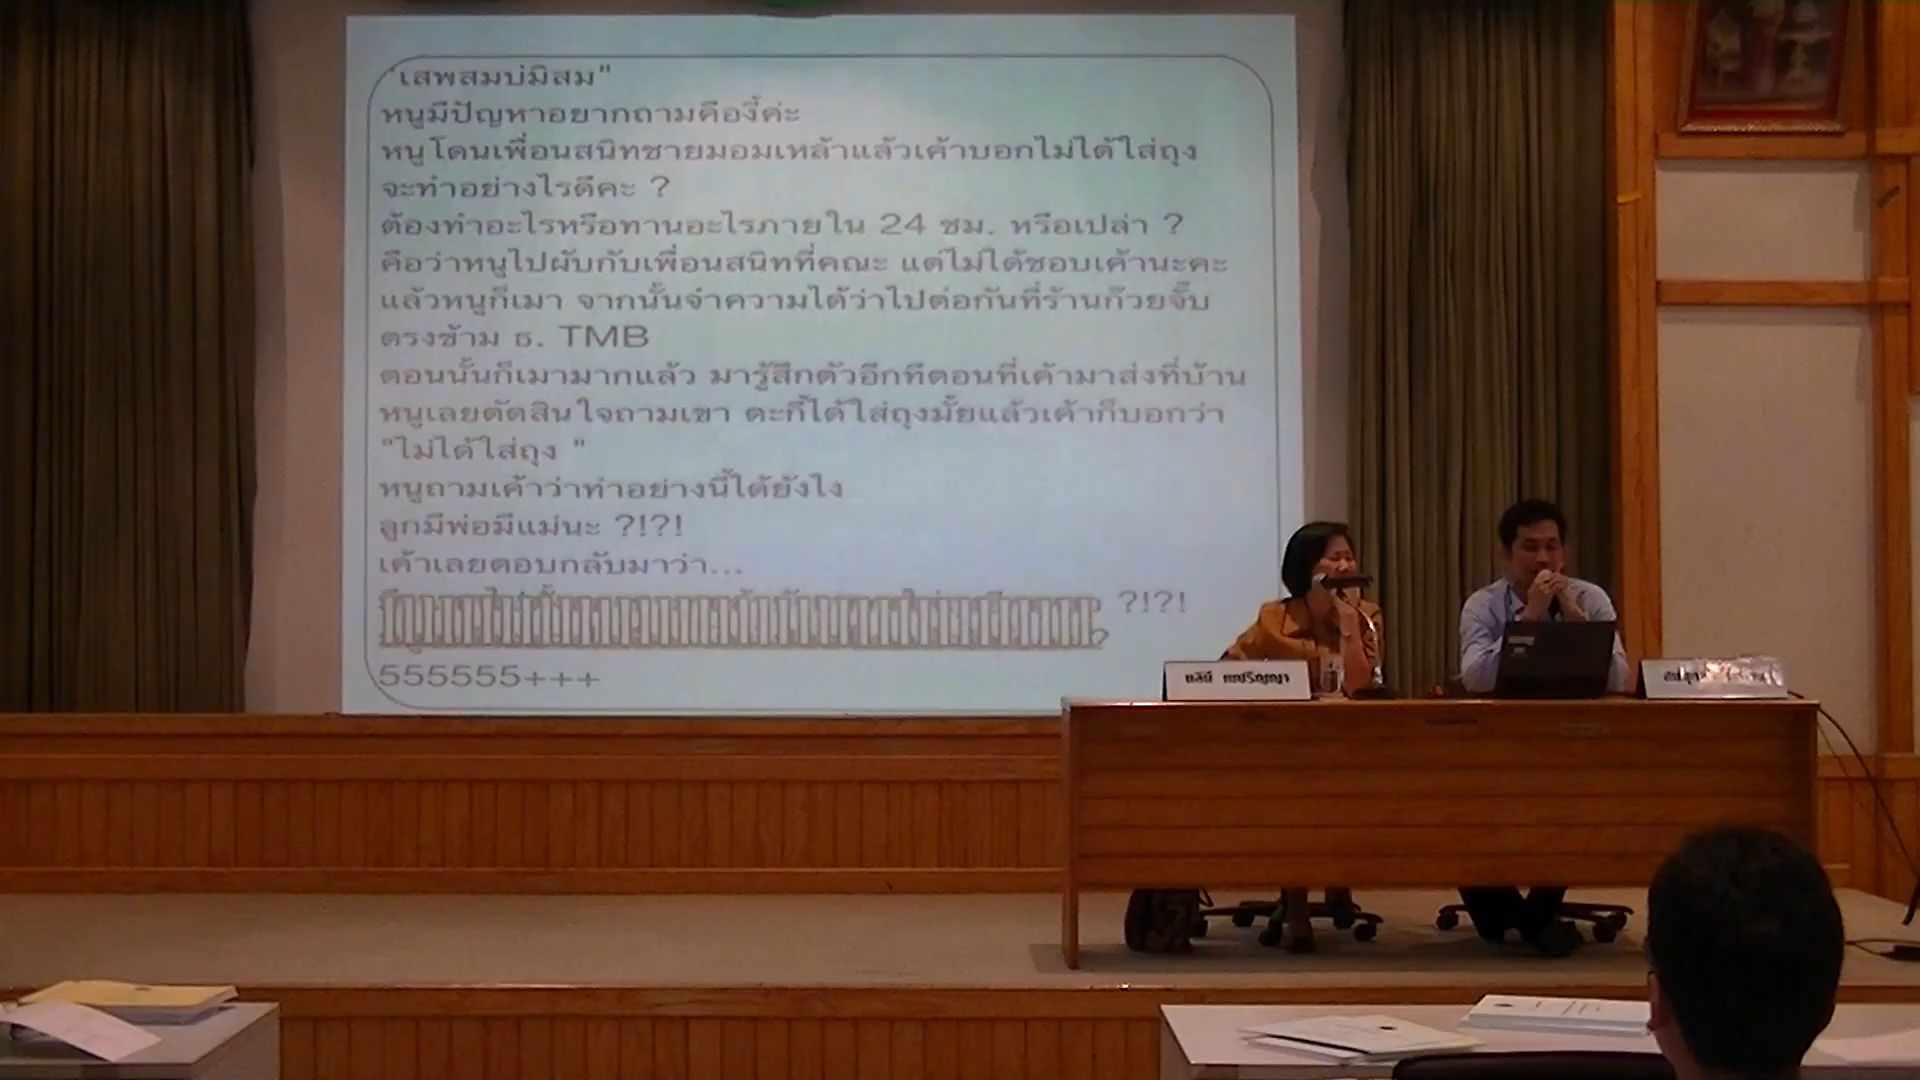 "เสพสมบ่มิสม"
หนูมีปัญหาอยากถามคืองี้ค่ะ
หนูโดนเพื่อนสนิทชายมอมเหล้าแล้วเค้าบอกไม่ได้ใส่ถุง
จะทำอย่างไรดีคะ ?
ต้องทำอะไรหรือทานอะไรภายใน 24 ชม. หรือเปล่า ?
คือว่าหนูไปผับกับเพื่อนสนิทที่คณะ แต่ไม่ได้ชอบเค้านะคะ
แล้วหนูก็เมา จากนั้นจำความได้ว่าไปต่อกันที่ร้านก๊วยจั๊บ
ตรงข้าม ธ. TMB
ตอนนั้นก็เมามากแล้ว มารู้สึกตัวอีกทีตอนที่เค้ามาส่งที่บ้าน
หนูเลยตัดสินใจถามเขา ตะกี้ได้ใส่ถุงมั้ยแล้วเค้าก็บอกว่า
"ไม่ได้ใส่ถุง "
หนูถามเค้าว่าทำอย่างนี้ได้ยังไง
ลูกมีพ่อมีแม่นะ ?!?!
เค้าเลยตอบกลับมาว่า...
?!?!
555555+++